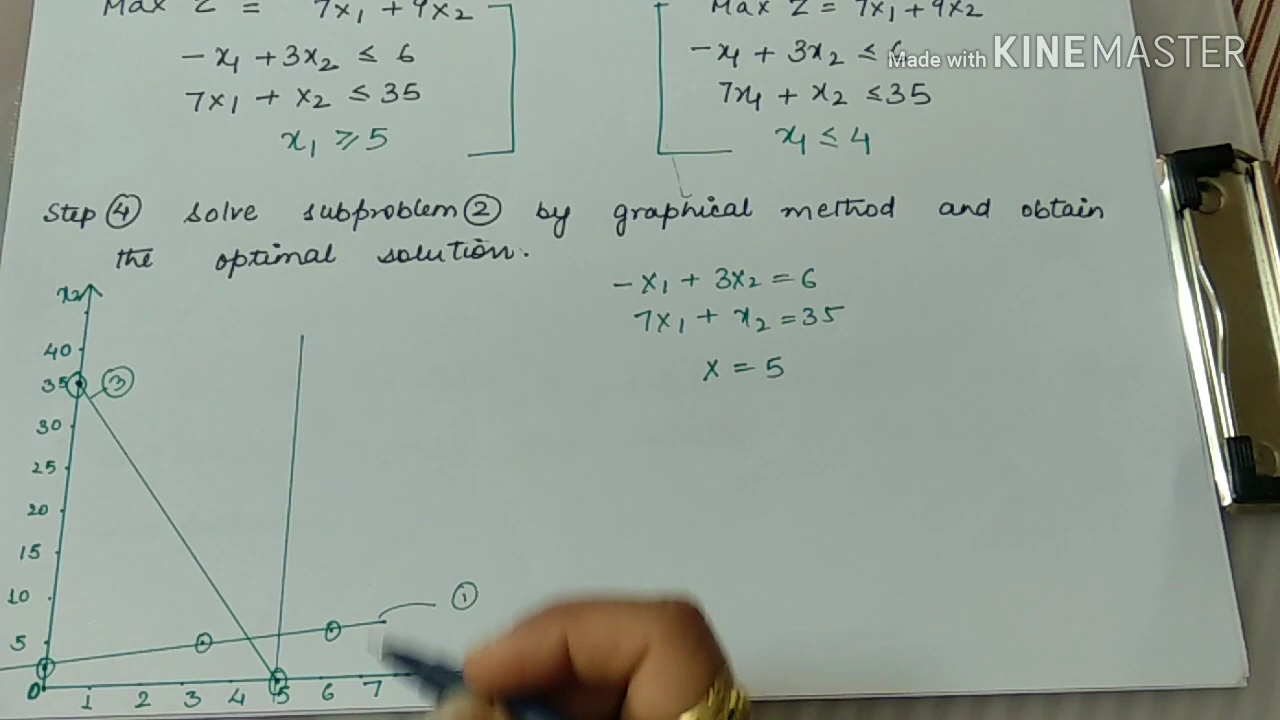 Max Z = 7x₁ + 9x₂
-x₁ + 3x₂ ≤ 6
7x₁ + x₂ ≤ 35
x₁ ≥ 5
Max Z = 7x₁ + 9x₂
-x₁ + 3x₂ ≤ 6
7x₁ + x₂ ≤ 35
x₁ ≤ 4
Made with KINEMASTER
Step ④ solve subproblem ② by graphical method and obtain
the optimal solution.
-x₁ + 3x₂ = 6
7x₁ + x₂ = 35
x = 5
x₂
40
35 ③
30
25
20
15
10 ①
5
0 1 2 3 4 5 6 7